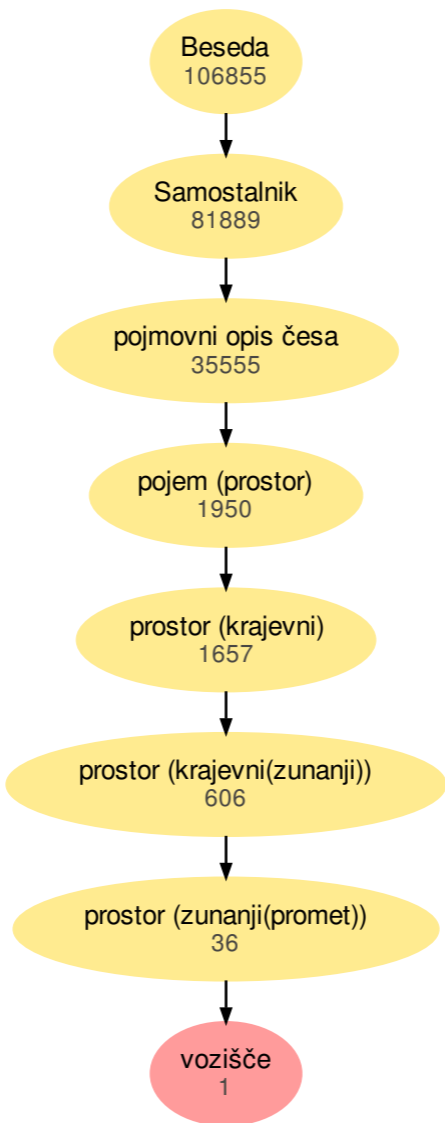 Beseda
106855
Samostalnik
81889
pojmovni opis česa
35555
pojem (prostor)
1950
prostor (krajevni)
1657
prostor (krajevni(zunanji))
606
prostor (zunanji(promet))
36
vozišče
1